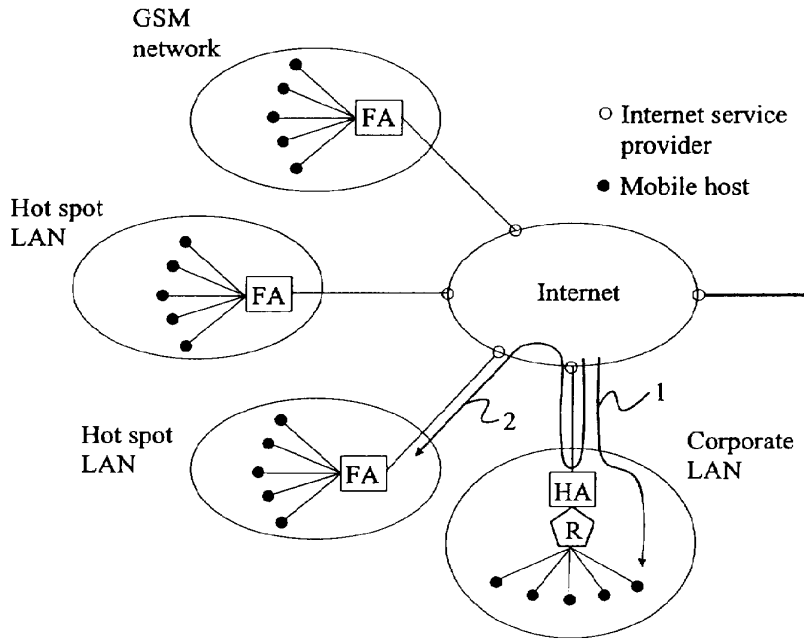 GSM
network
FA
Internet service
provider
Mobile host
Hot spot
LAN
FA
Internet
1
2
Hot spot
LAN
FA
Corporate
LAN
HA
R